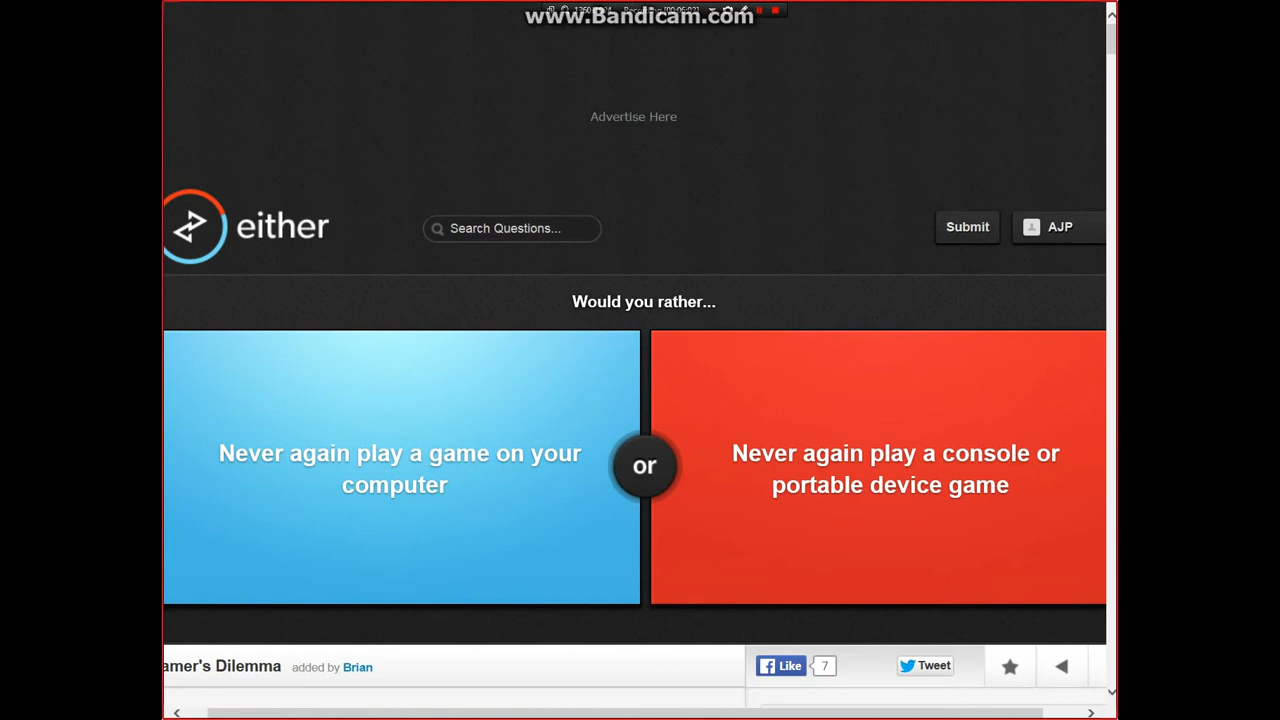 www.Bandicam.com
Advertise Here
either
Search Questions...
Submit
AJP
Would you rather...
Never again play a game on your
computer
or
Never again play a console or
portable device game
amer's Dilemma added by Brian
Like 7
Tweet